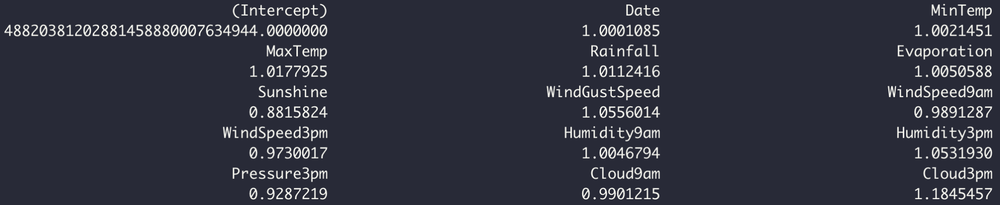 (Intercept) Date MinTemp
48820381202881458880007634944.0000000 1.0001085 1.0021451
MaxTemp Rainfall Evaporation
1.0177925 1.0112416 1.0050588
Sunshine WindGustSpeed WindSpeed9am
0.8815824 1.0556014 0.9891287
WindSpeed3pm Humidity9am Humidity3pm
0.9730017 1.0046794 1.0531930
Pressure3pm Cloud9am Cloud3pm
0.9287219 0.9901215 1.1845457